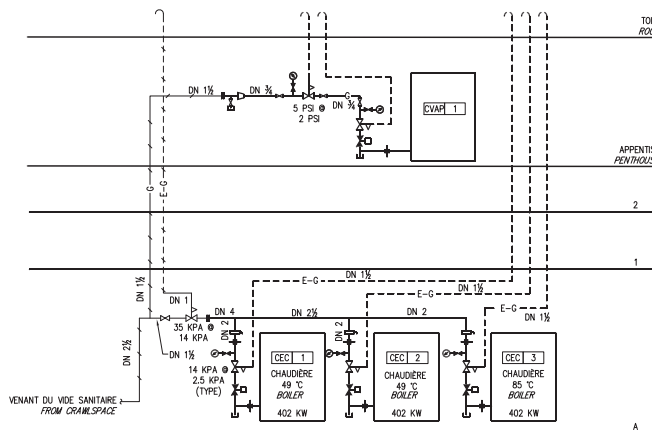 TO
RO
DN 1½
DN ¾
G
5 PSI @
2 PSI
DN ¾
CVAP 1
APPENTIS
PENTHOUS
G
E-G
2
1
DN 1½
DN 1
E-G
DN 1½
E-G
DN 1½
E-G
DN 1½
DN 4
DN 2½
DN 2
35 KPA @
14 KPA
DN 2
DN 2
DN 2
DN 1½
DN 2½
14 KPA @
2.5 KPA
(TYPE)
CEC 1
CHAUDIÈRE
49 °C
BOILER
402 KW
CEC 2
CHAUDIÈRE
49 °C
BOILER
402 KW
CEC 3
CHAUDIÈRE
85 °C
BOILER
402 KW
VENANT DU VIDE SANITAIRE
FROM CRAWLSPACE
A